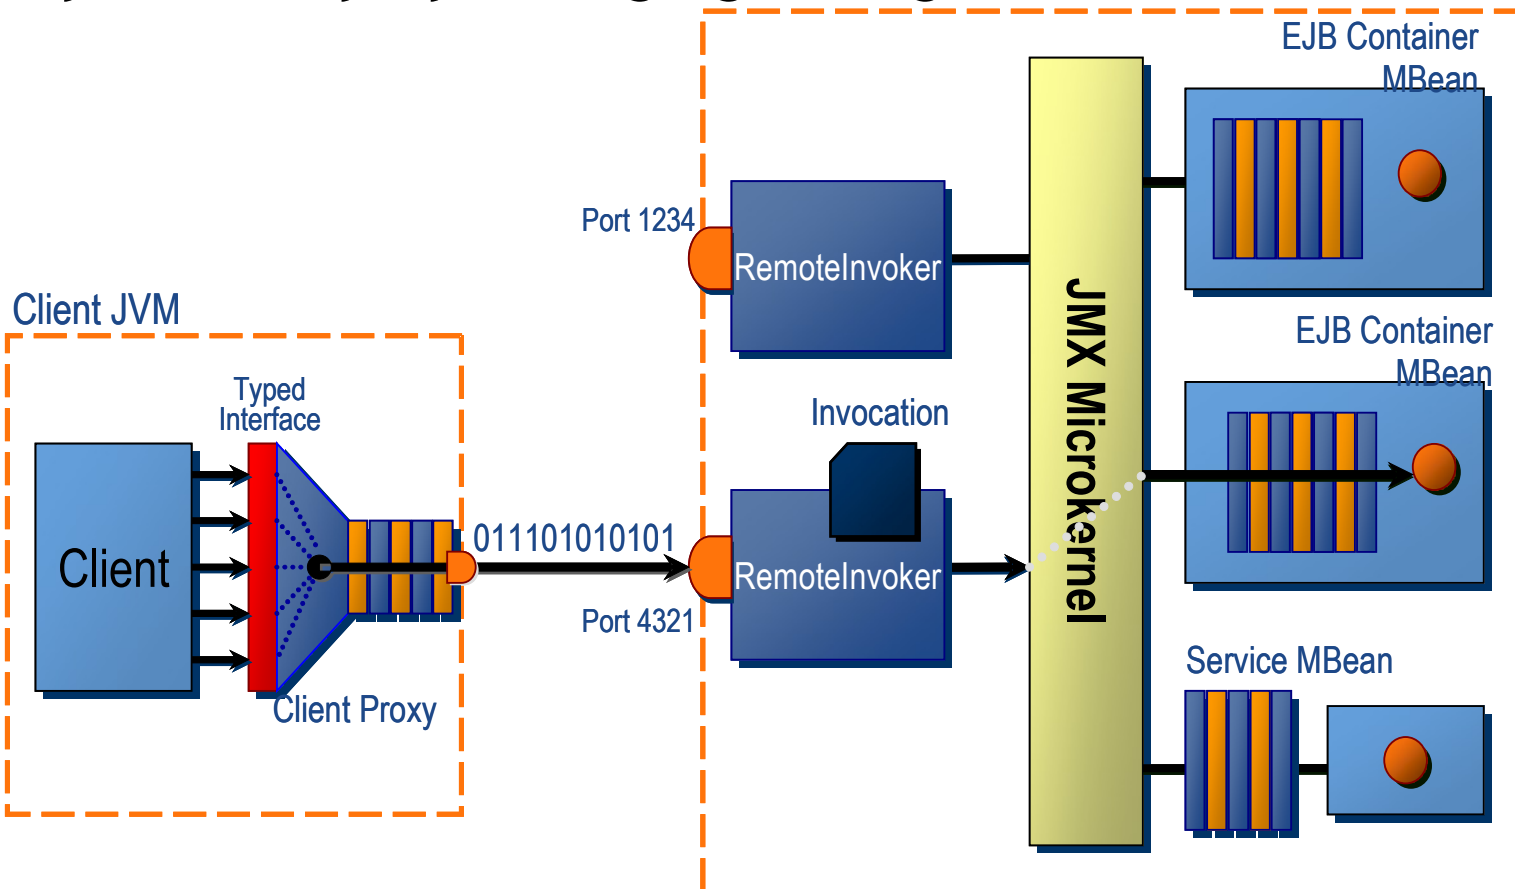 EJB Container
MBean
Port 1234
RemoteInvoker
Client JVM
JMX Microkernel
EJB Container
MBean
Typed
Interface
Invocation
Client
011101010101
RemoteInvoker
Port 4321
Client Proxy
Service MBean